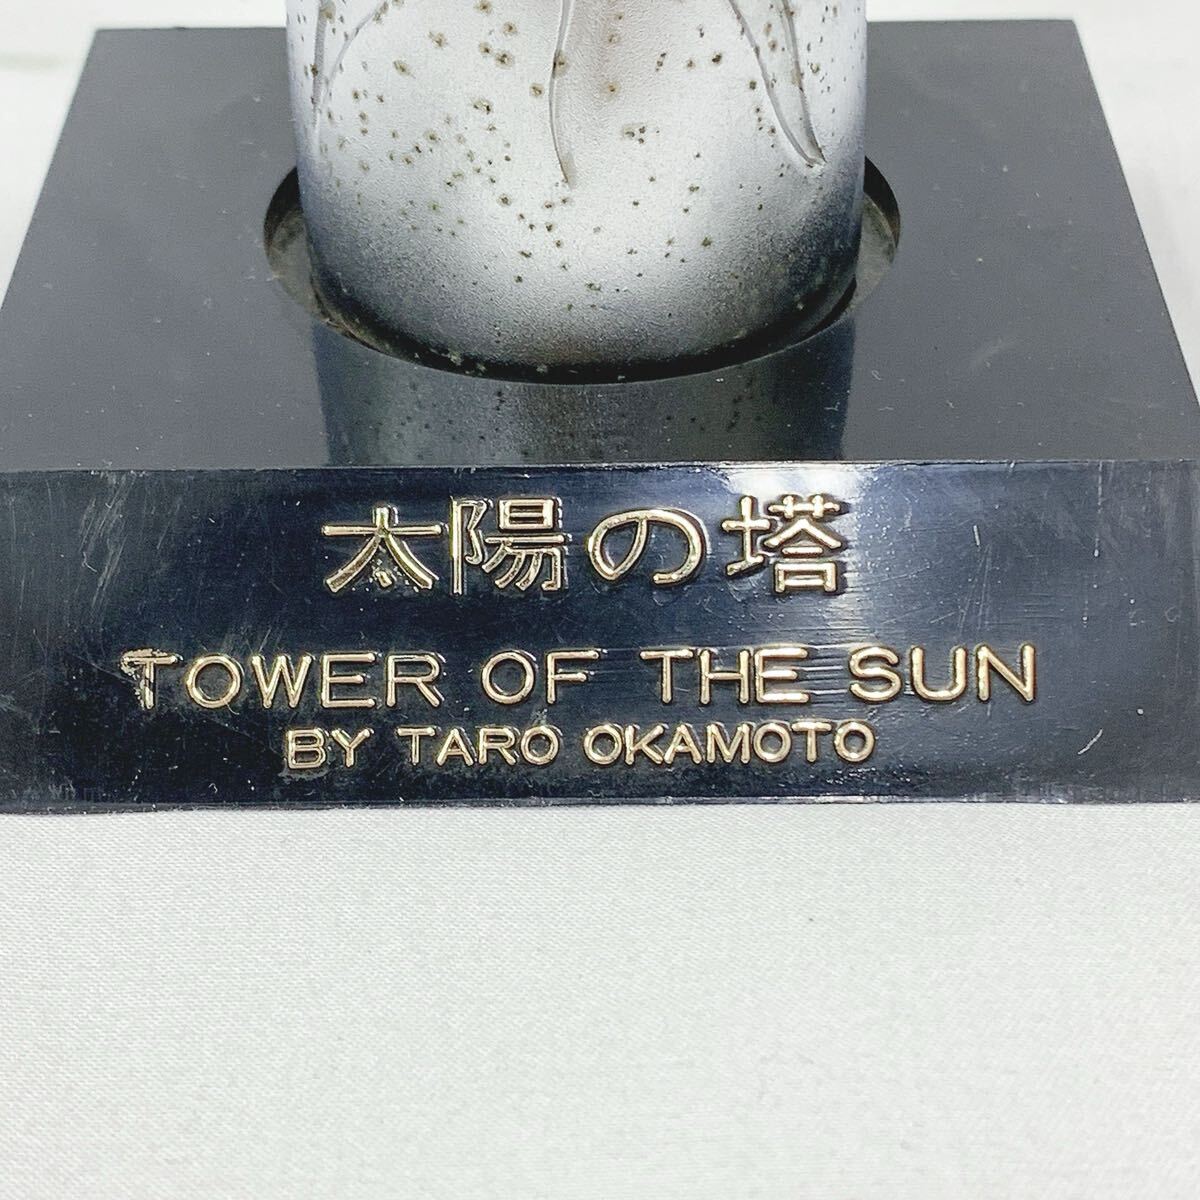 太陽の塔
TOWER OF THE SUN
BY TARO OKAMOTO